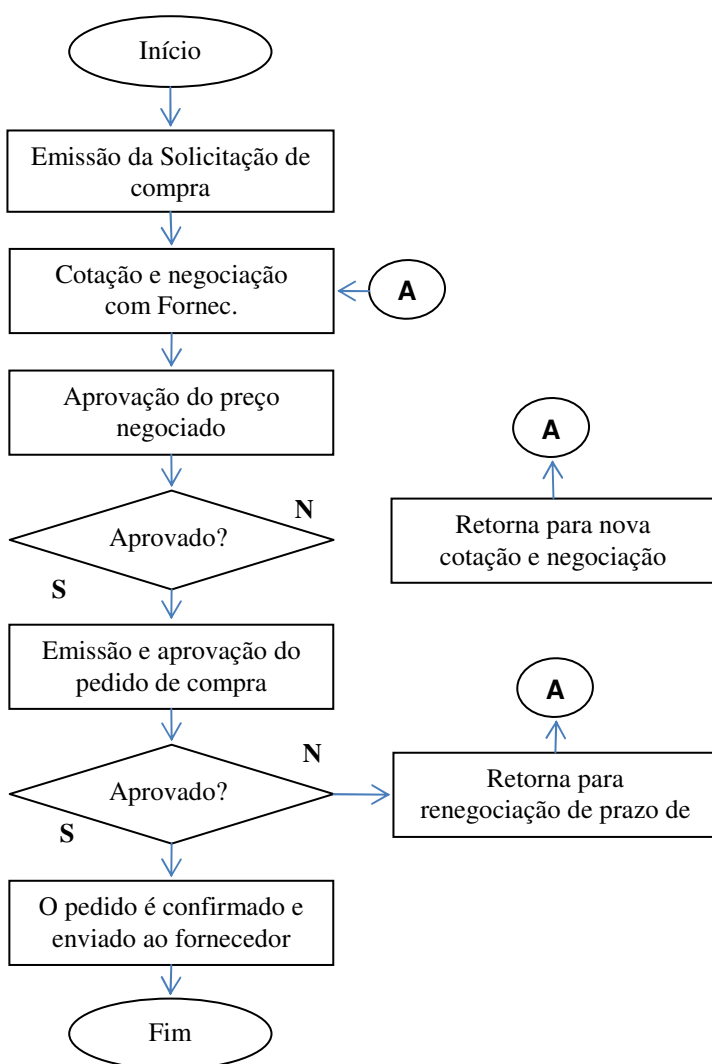 Início
Emissão da Solicitação de
compra
Cotação e negociação
com Fornec.
A
Aprovação do preço
negociado
A
N
Aprovado?
Retorna para nova
cotação e negociação
S
Emissão e aprovação do
pedido de compra
A
N
Aprovado?
Retorna para
renegociação de prazo de
S
O pedido é confirmado e
enviado ao fornecedor
Fim